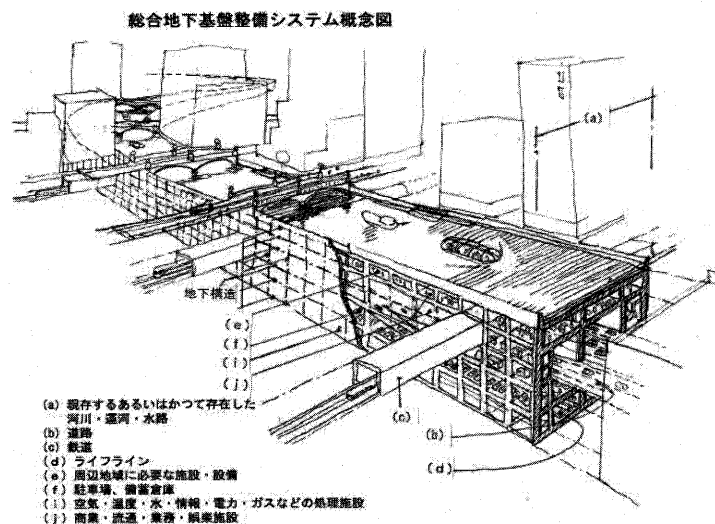 総合地下基盤整備システム概念図
(a)
地下構造
(e)
(f)
(i)
(j)
(c)
(b)
(d)
(a) 現存するあるいはかつて存在した
河川・運河・水路
(b) 道路
(c) 鉄道
(d) ライフライン
(e) 周辺地域に必要な施設・設備
(f) 駐車場、備蓄倉庫
(i) 空気・温度・水・情報・電力・ガスなどの処理施設
(j) 商業・流通・業務・娯楽施設